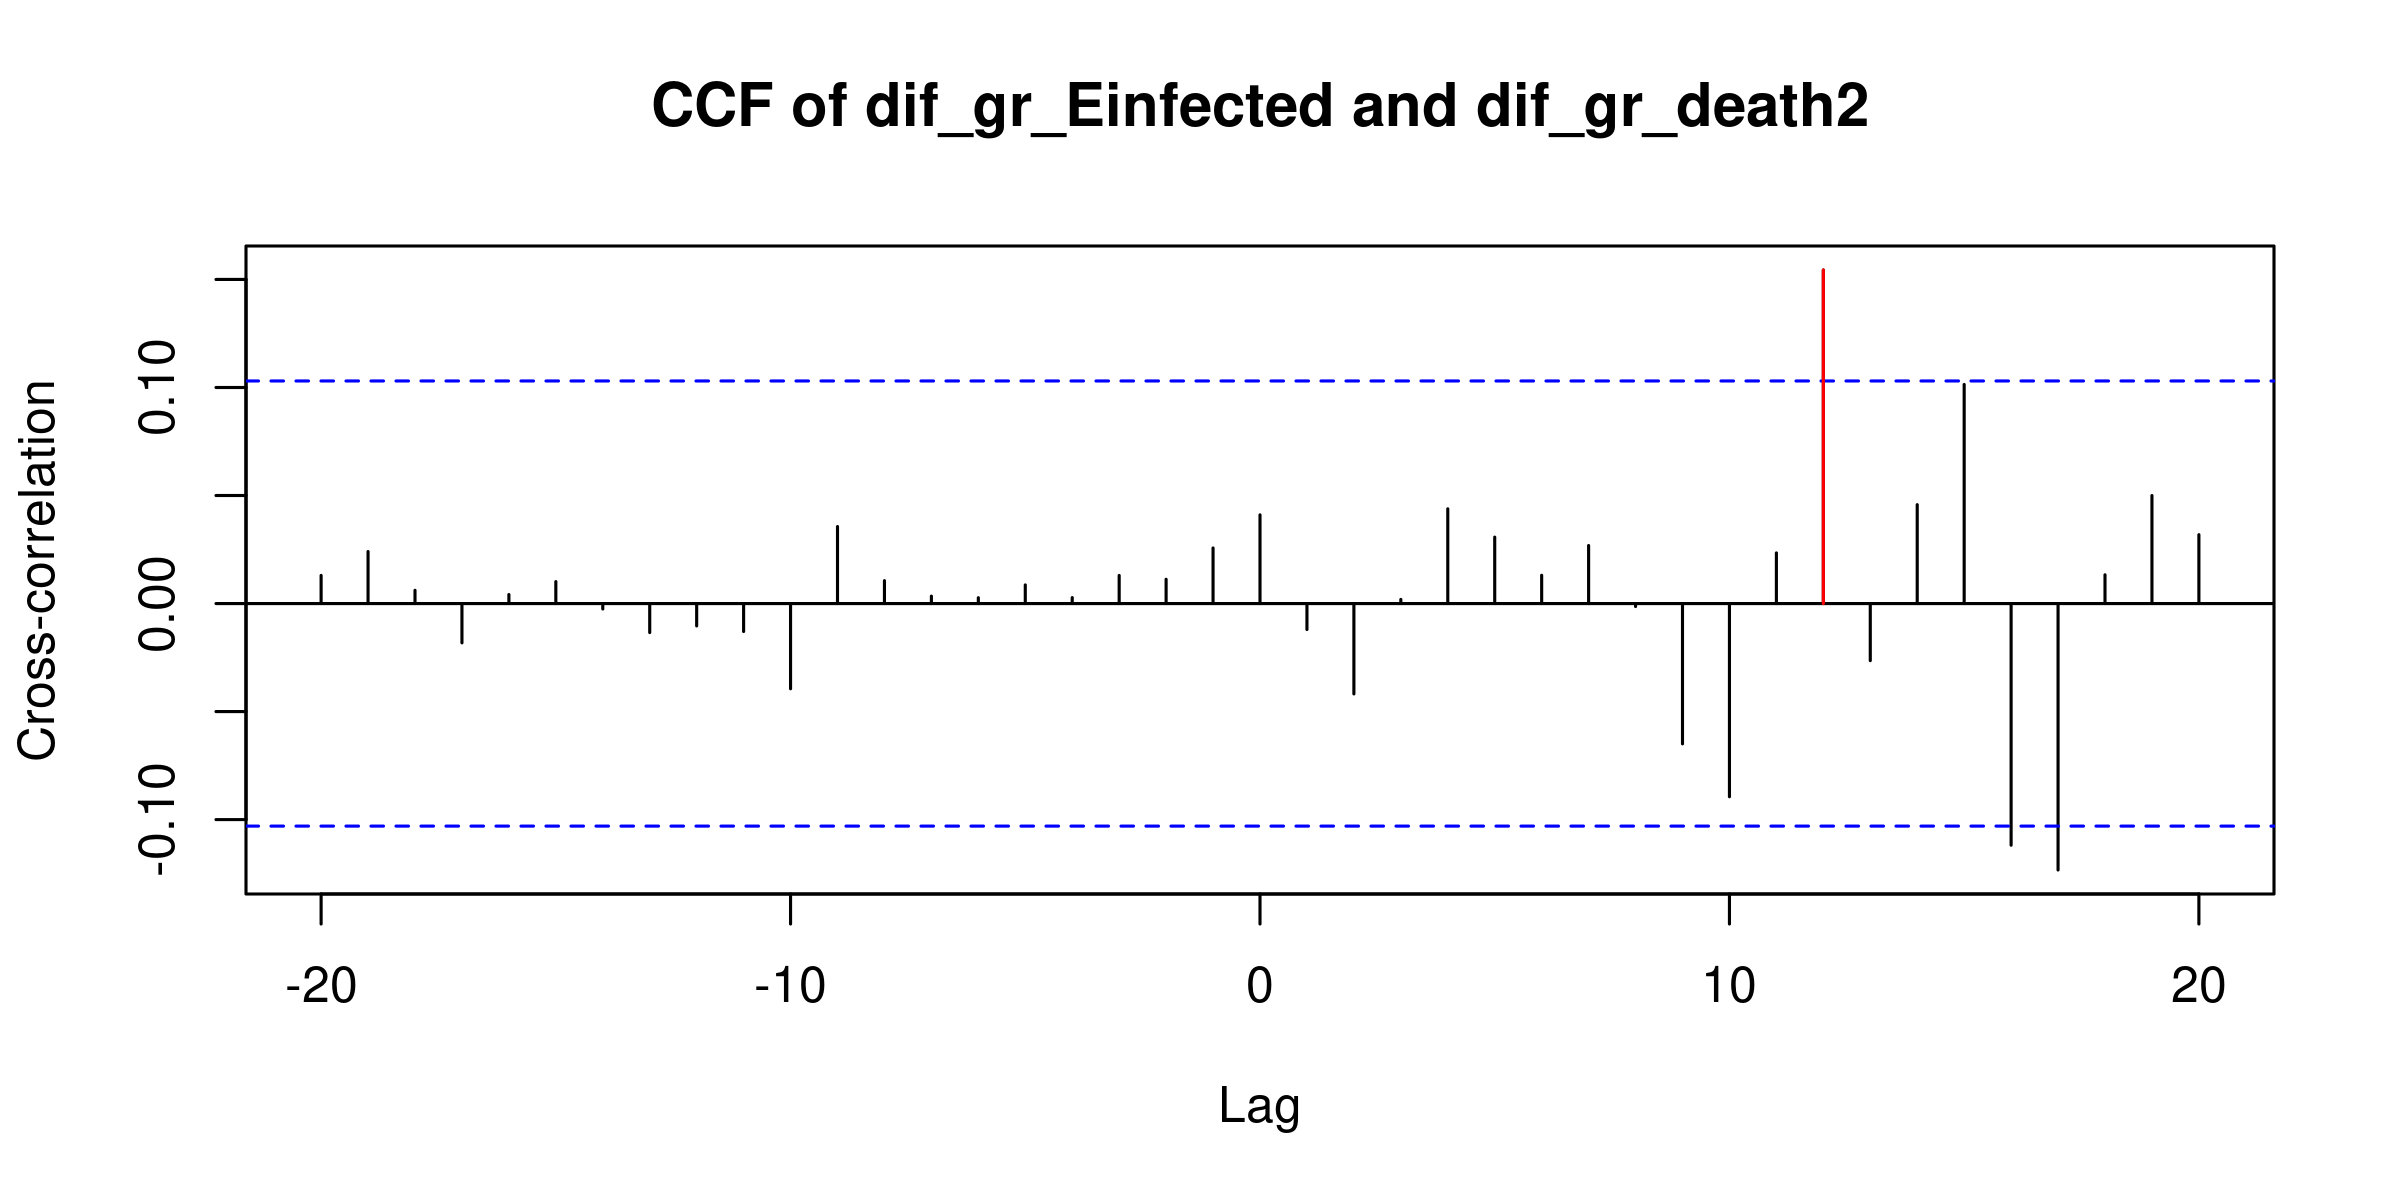 CCF of dif_gr_Einfected and dif_gr_death2
Cross-correlation
0.10
0.00
-0.10
-20 -10 0 10 20
Lag